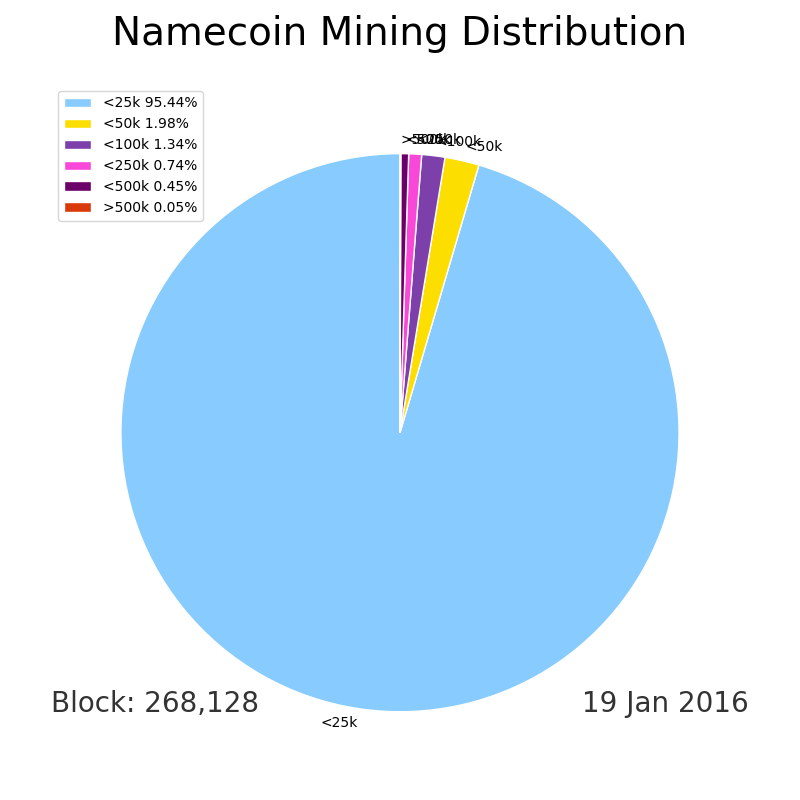 Namecoin Mining Distribution
<25k 95.44%
<50k 1.98%
<100k 1.34%
<250k 0.74%
<500k 0.45%
>500k 0.05%
<100k
<50k
<25k
Block: 268,128
19 Jan 2016